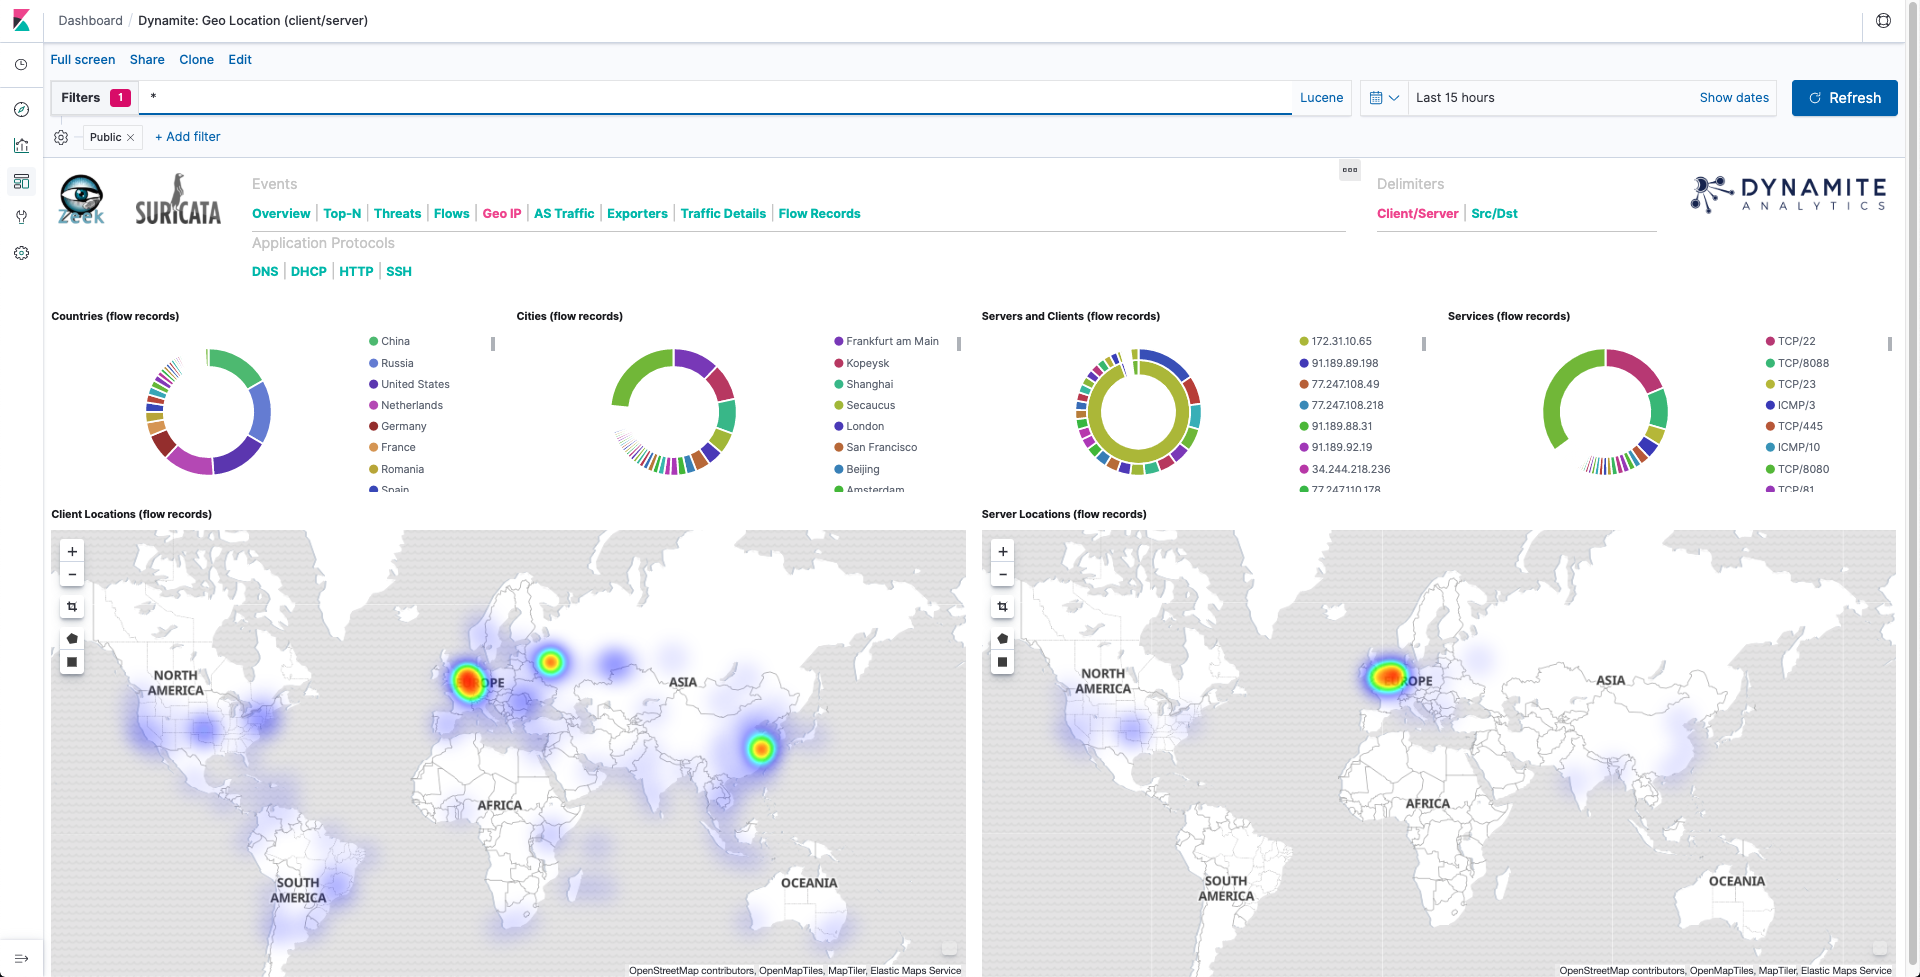 Dashboard / Dynamite: Geo Location (client/server)
Full screen Share Clone Edit
Filters 1 * Lucene Last 15 hours Show dates Refresh
Public × + Add filter
Zeek SURICATA
Events
Overview | Top-N | Threats | Flows | Geo IP | AS Traffic | Exporters | Traffic Details | Flow Records
Delimiters
Client/Server | Src/Dst
DYNAMITE
ANALYTICS
Application Protocols
DNS | DHCP | HTTP | SSH
Countries (flow records)
China
Russia
United States
Netherlands
Germany
France
Romania
Spain
Cities (flow records)
Frankfurt am Main
Kopeysk
Shanghai
Secaucus
London
San Francisco
Beijing
Amsterdam
Servers and Clients (flow records)
172.31.10.65
91.189.89.198
77.247.108.49
77.247.108.218
91.189.88.31
91.189.92.19
34.244.218.236
77.247.110.178
Services (flow records)
TCP/22
TCP/8088
TCP/23
ICMP/3
TCP/445
ICMP/10
TCP/8080
TCP/81
Client Locations (flow records)
+
−
NORTH
AMERICA
EUROPE
ASIA
AFRICA
SOUTH
AMERICA
OCEANIA
OpenStreetMap contributors, OpenMapTiles, MapTiler, Elastic Maps Service
Server Locations (flow records)
+
−
NORTH
AMERICA
EUROPE
ASIA
AFRICA
SOUTH
AMERICA
OCEANIA
OpenStreetMap contributors, OpenMapTiles, MapTiler, Elastic Maps Service